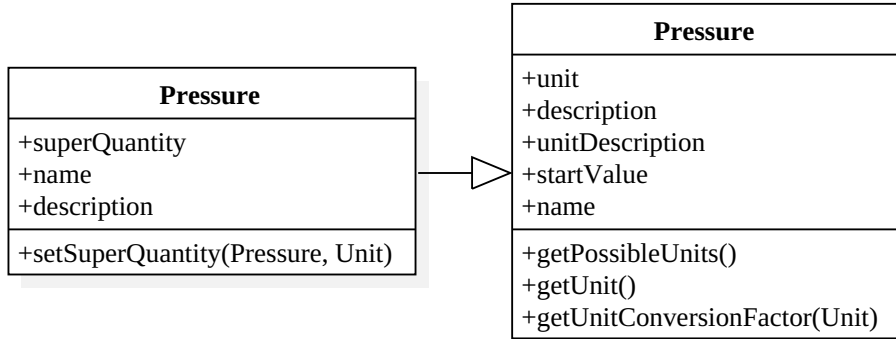 Pressure
+superQuantity
+name
+description
+setSuperQuantity(Pressure, Unit)
Pressure
+unit
+description
+unitDescription
+startValue
+name
+getPossibleUnits()
+getUnit()
+getUnitConversionFactor(Unit)